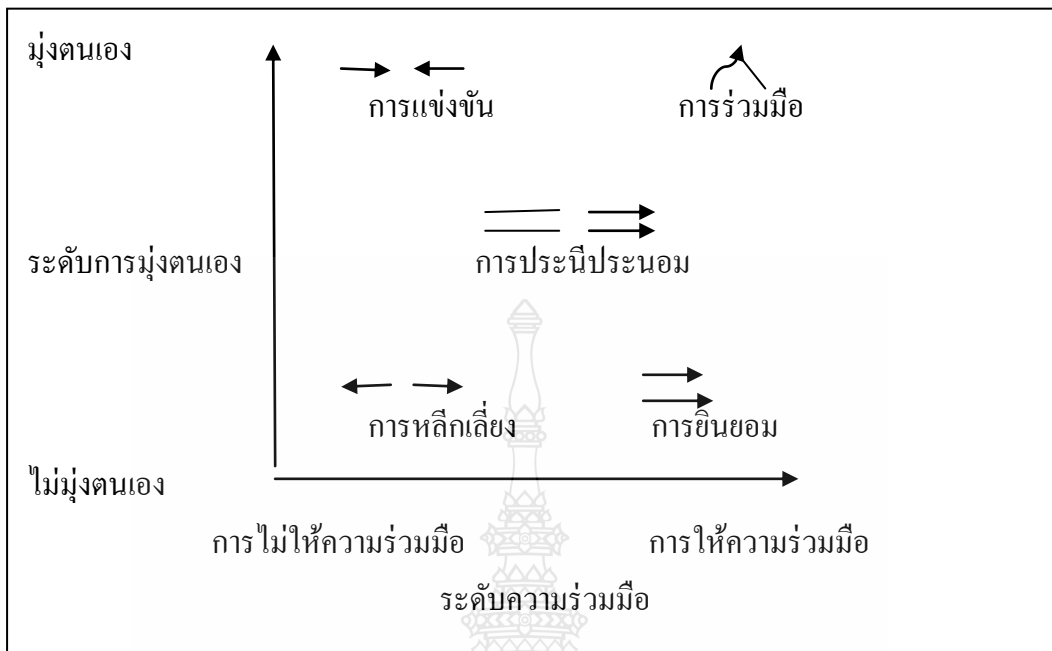 มุ่งตนเอง
การแข่งขัน การร่วมมือ
ระดับการมุ่งตนเอง การประนีประนอม
การหลีกเลี่ยง การยินยอม
ไม่มุ่งตนเอง
การไม่ให้ความร่วมมือ การให้ความร่วมมือ
ระดับความร่วมมือ